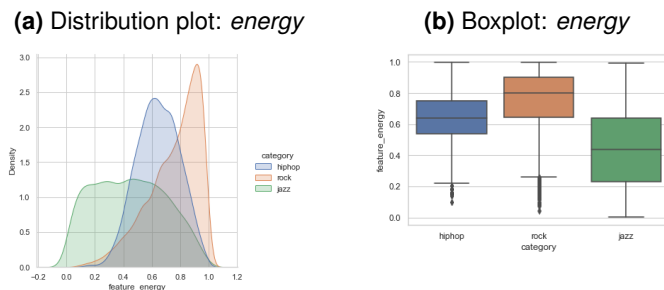 (a) Distribution plot: energy
3.0
2.5
2.0
1.5
1.0
0.5
0.0
Density
−0.2 0.0 0.2 0.4 0.6 0.8 1.0 1.2
feature_energy
category
hiphop
rock
jazz
(b) Boxplot: energy
1.0
0.8
0.6
0.4
0.2
0.0
feature_energy
hiphop rock jazz
category